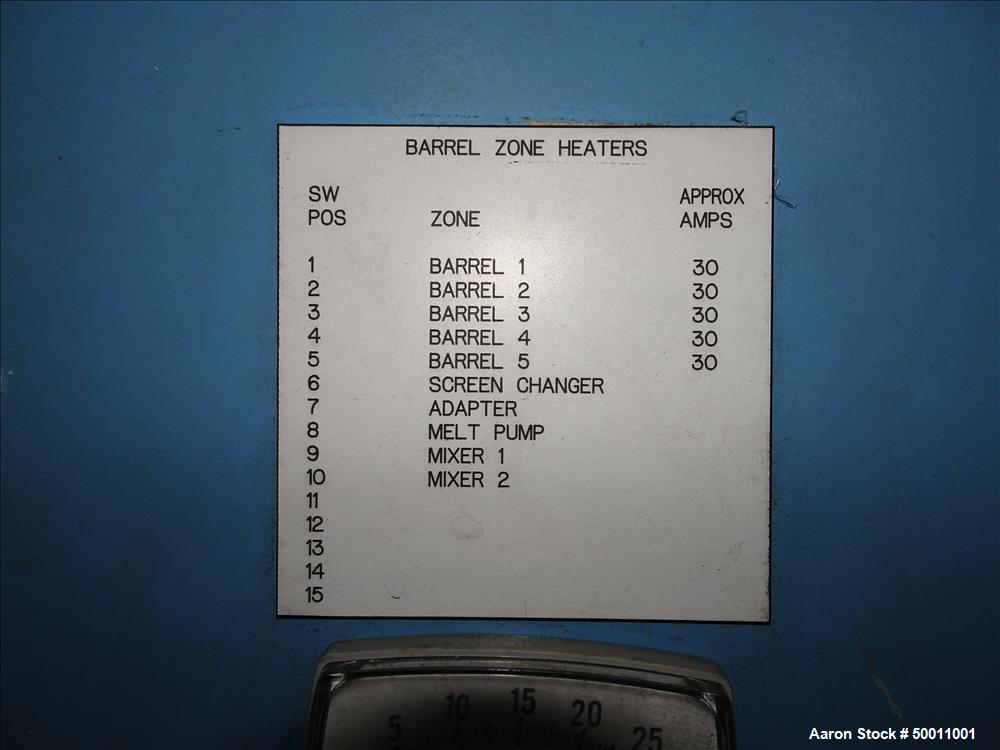 BARREL ZONE HEATERS
SW POS ZONE APPROX AMPS
1 BARREL 1 30
2 BARREL 2 30
3 BARREL 3 30
4 BARREL 4 30
5 BARREL 5 30
6 SCREEN CHANGER
7 ADAPTER
8 MELT PUMP
9 MIXER 1
10 MIXER 2
11
12
13
14
15
5 10 15 20 25
Aaron Stock # 50011001